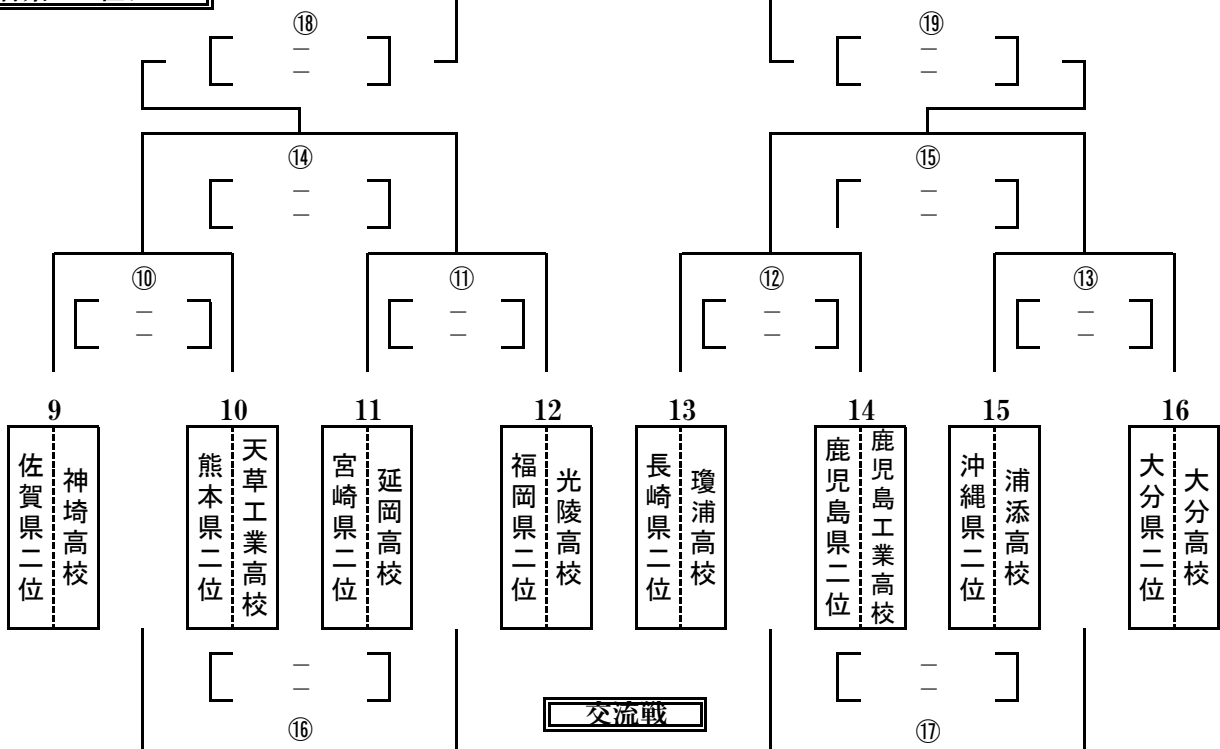 ⑱
⑲
－
－
－
－
⑭
⑮
－
－
－
－
⑩
⑪
⑫
⑬
－
－
－
－
－
－
－
－
9
10
11
12
13
14
15
16
佐賀県二位
神埼高校
熊本県二位
天草工業高校
宮崎県二位
延岡高校
福岡県二位
光陵高校
長崎県二位
瓊浦高校
鹿児島県二位
鹿児島工業高校
沖縄県二位
浦添高校
大分県二位
大分高校
－
－
－
－
交流戦
⑯
⑰